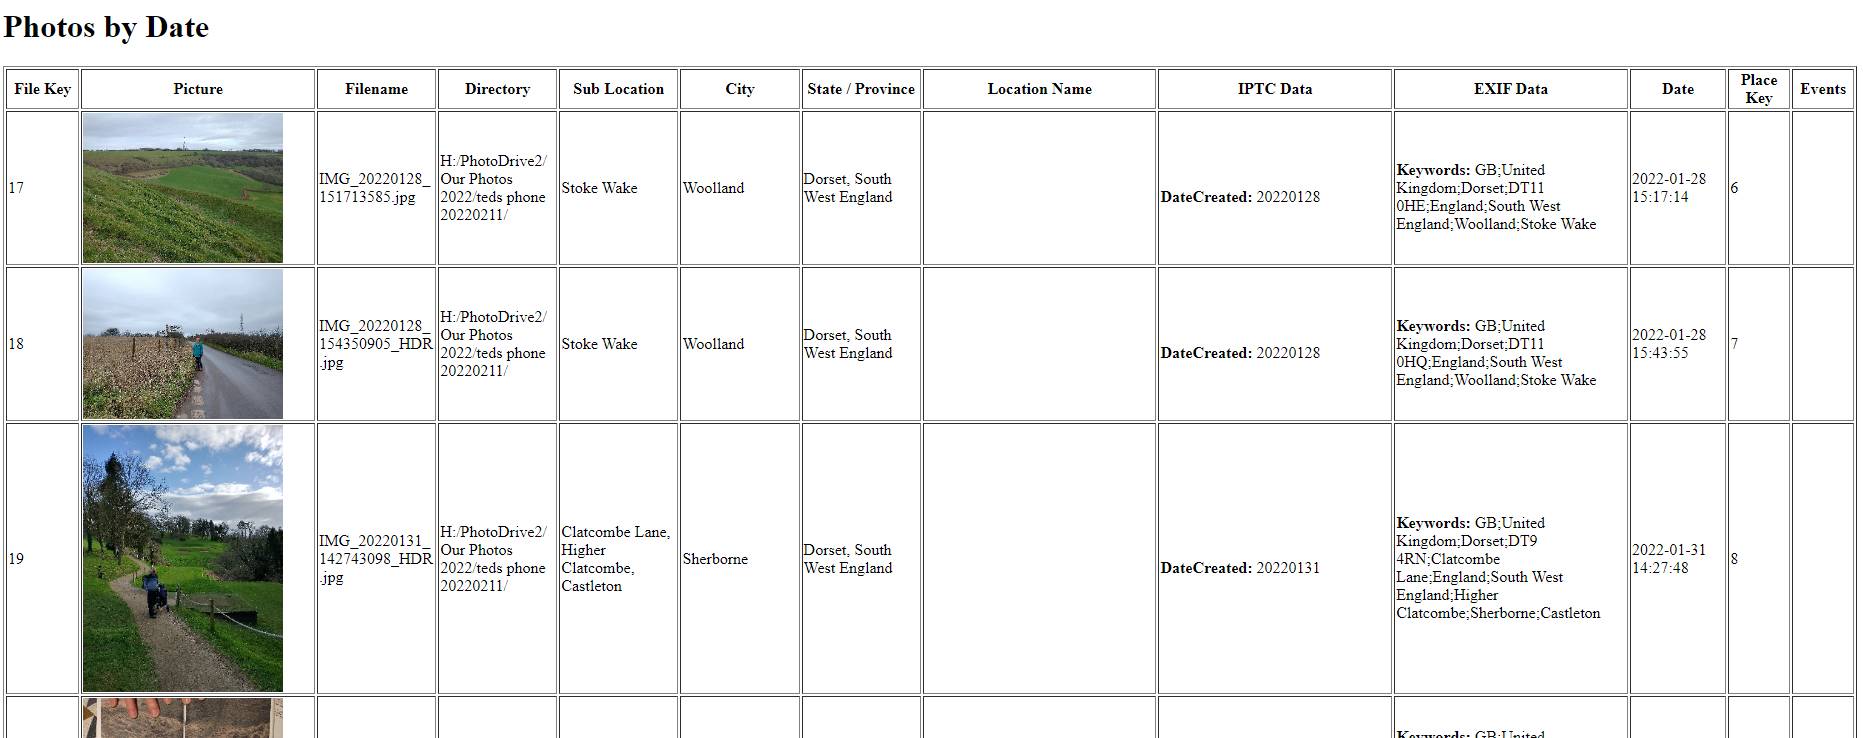 Photos by Date
File Key Picture Filename Directory Sub Location City State / Province Location Name IPTC Data EXIF Data Date Place Key Events
17
IMG_20220128_
151713585.jpg
H:/PhotoDrive2/
Our Photos
2022/teds phone
20220211/
Stoke Wake
Woolland
Dorset, South
West England
DateCreated: 20220128
Keywords: GB;United
Kingdom;Dorset;DT11
0HE;England;South West
England;Woolland;Stoke Wake
2022-01-28
15:17:14
6
18
IMG_20220128_
154350905_HDR
.jpg
H:/PhotoDrive2/
Our Photos
2022/teds phone
20220211/
Stoke Wake
Woolland
Dorset, South
West England
DateCreated: 20220128
Keywords: GB;United
Kingdom;Dorset;DT11
0HQ;England;South West
England;Woolland;Stoke Wake
2022-01-28
15:43:55
7
19
IMG_20220131_
142743098_HDR
.jpg
H:/PhotoDrive2/
Our Photos
2022/teds phone
20220211/
Clatcombe Lane,
Higher
Clatcombe,
Castleton
Sherborne
Dorset, South
West England
DateCreated: 20220131
Keywords: GB;United
Kingdom;Dorset;DT9
4RN;Clatcombe
Lane;England;South West
England;Higher
Clatcombe;Sherborne;Castleton
2022-01-31
14:27:48
8
Keywords: GB;United